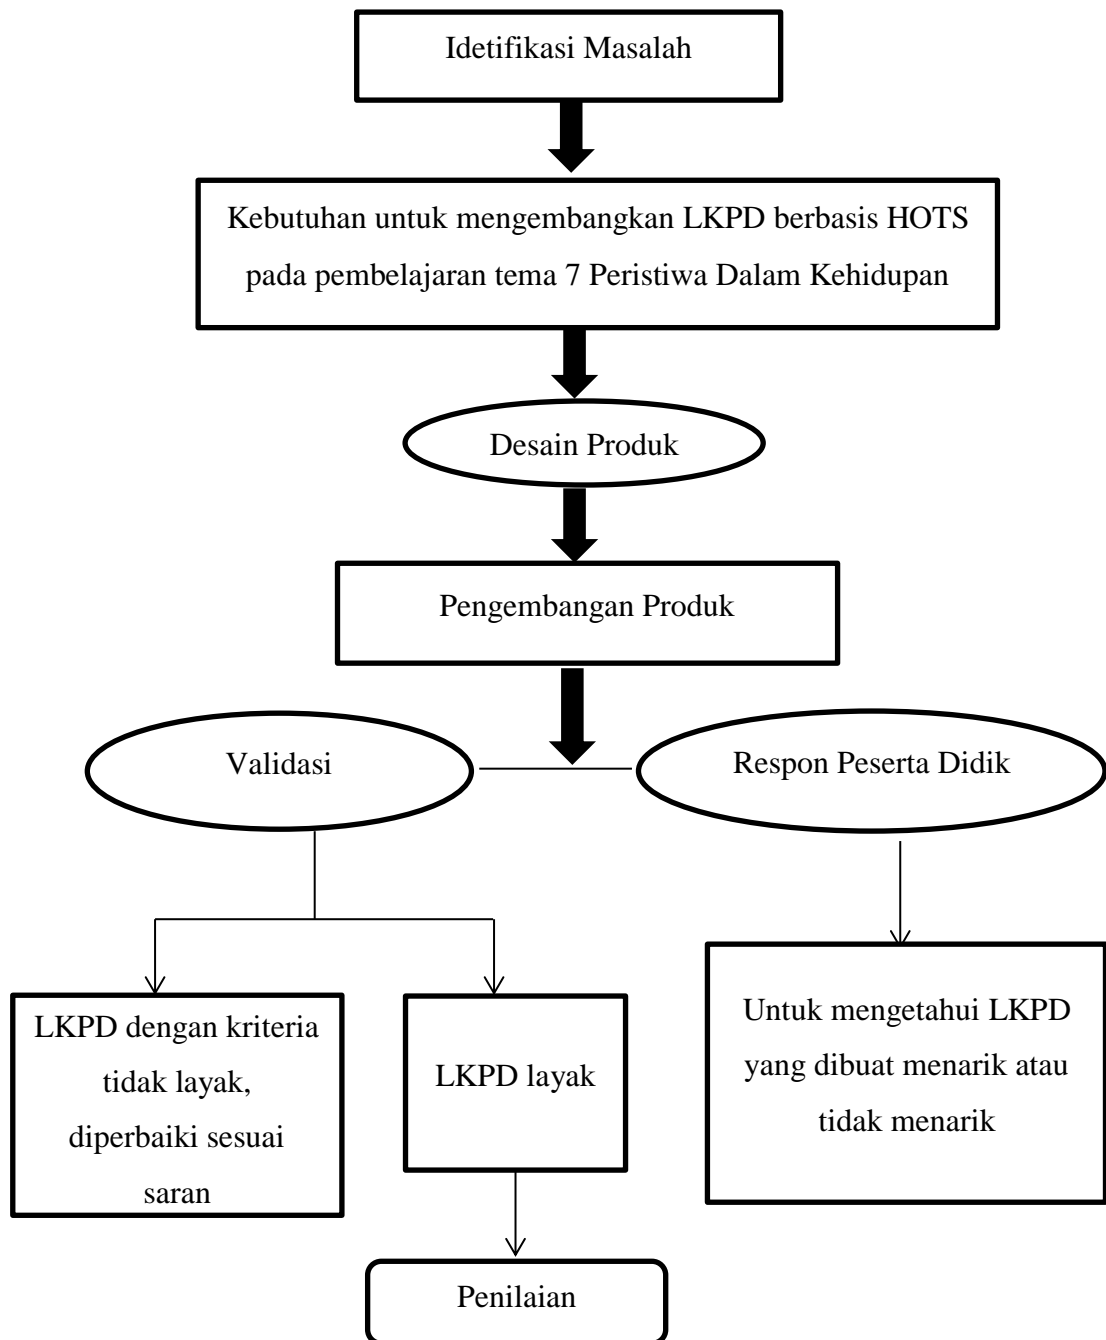 Idetifikasi Masalah
Kebutuhan untuk mengembangkan LKPD berbasis HOTS
pada pembelajaran tema 7 Peristiwa Dalam Kehidupan
Desain Produk
Pengembangan Produk
Validasi
Respon Peserta Didik
LKPD dengan kriteria
tidak layak,
diperbaiki sesuai
saran
LKPD layak
Untuk mengetahui LKPD
yang dibuat menarik atau
tidak menarik
Penilaian